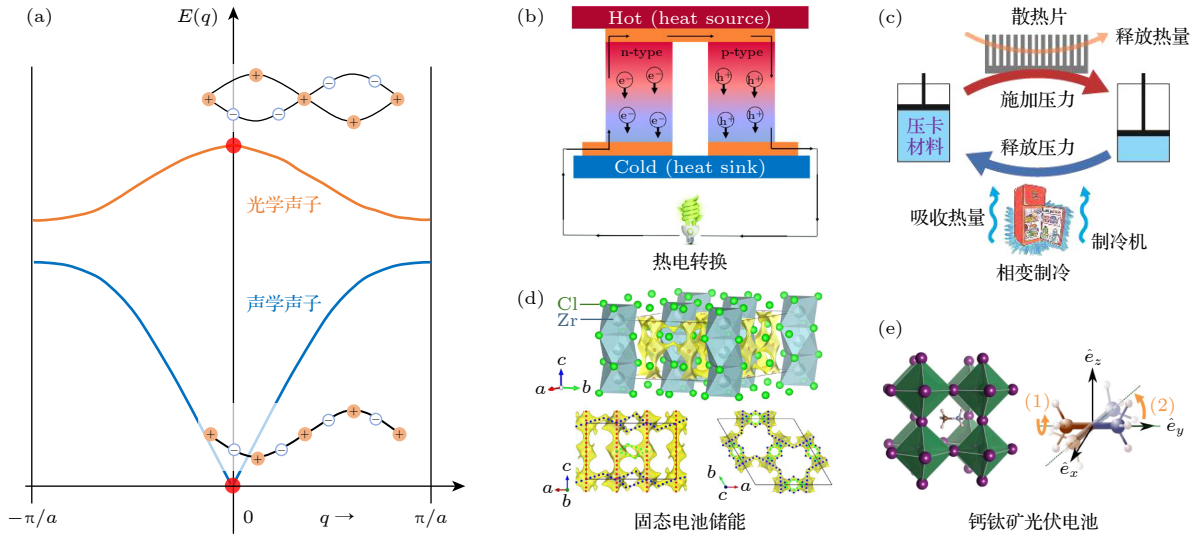 (a)
E(q)
光学声子
声学声子
−π/a
0
q →
π/a
(b)
Hot (heat source)
n-type
p-type
e⁻
e⁻
h⁺
h⁺
e⁻
e⁻
h⁺
h⁺
Cold (heat sink)
热电转换
(c)
散热片
释放热量
施加压力
压卡
材料
释放压力
吸收热量
制冷机
相变制冷
(d)
Cl
Zr
c
a
b
c
a
b
b
c
a
固态电池储能
(e)
ê_z
(1)
(2)
ê_y
ê_x
钙钛矿光伏电池